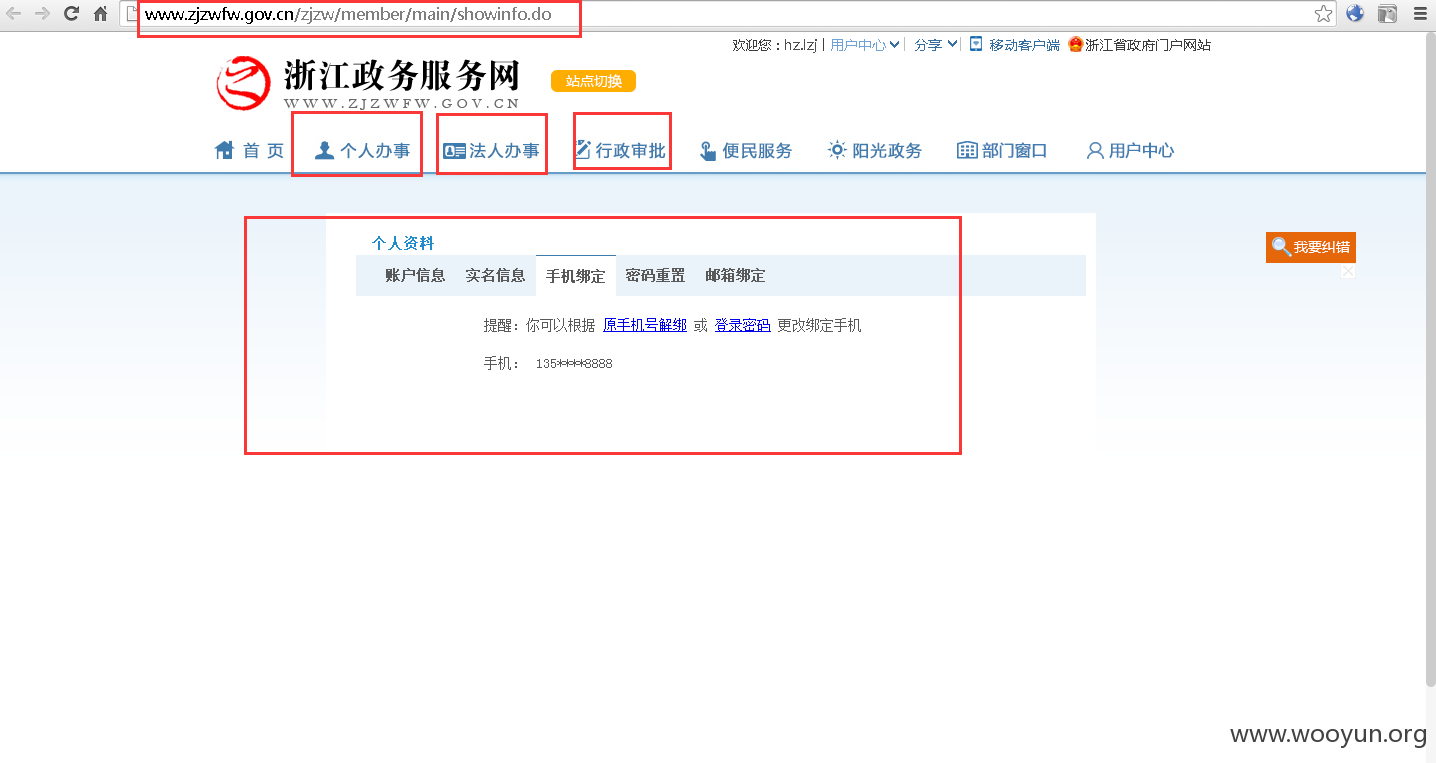 www.zjzwfw.gov.cn/zjzw/member/main/showinfo.do
欢迎您：hz.lzj | 用户中心 | 分享 | 移动客户端 浙江省政府门户网站
浙江政务服务网
WWW.ZJZWFW.GOV.CN
站点切换
首 页 个人办事 法人办事 行政审批 便民服务 阳光政务 部门窗口 用户中心
我要纠错
个人资料
账户信息 实名信息 手机绑定 密码重置 邮箱绑定
提醒：你可以根据 原手机号解绑 或 登录密码 更改绑定手机
手机： 135****8888
www.wooyun.org